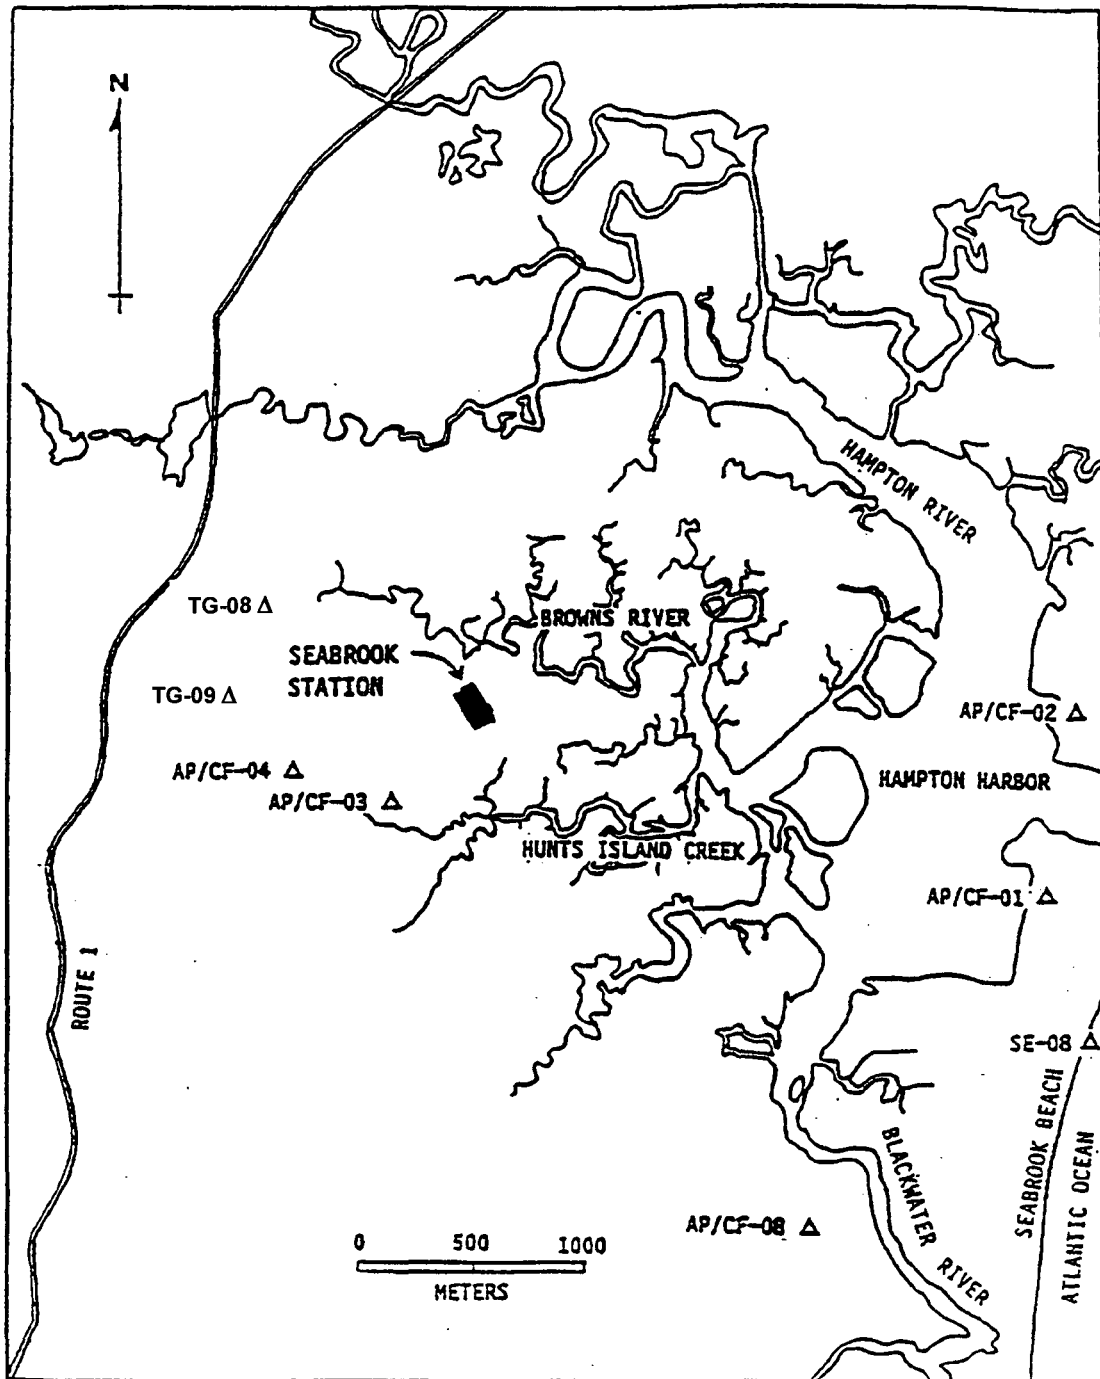 N
HAMPTON RIVER
TG-08 Δ
BROWNS RIVER
SEABROOK
STATION
TG-09 Δ
AP/CF-02 Δ
AP/CF-04 Δ
HAMPTON HARBOR
AP/CF-03 Δ
HUNTS ISLAND CREEK
AP/CF-01 Δ
ROUTE 1
SE-08 Δ
SEABROOK BEACH
ATLANTIC OCEAN
BLACKWATER RIVER
AP/CF-08 Δ
0 500 1000
METERS